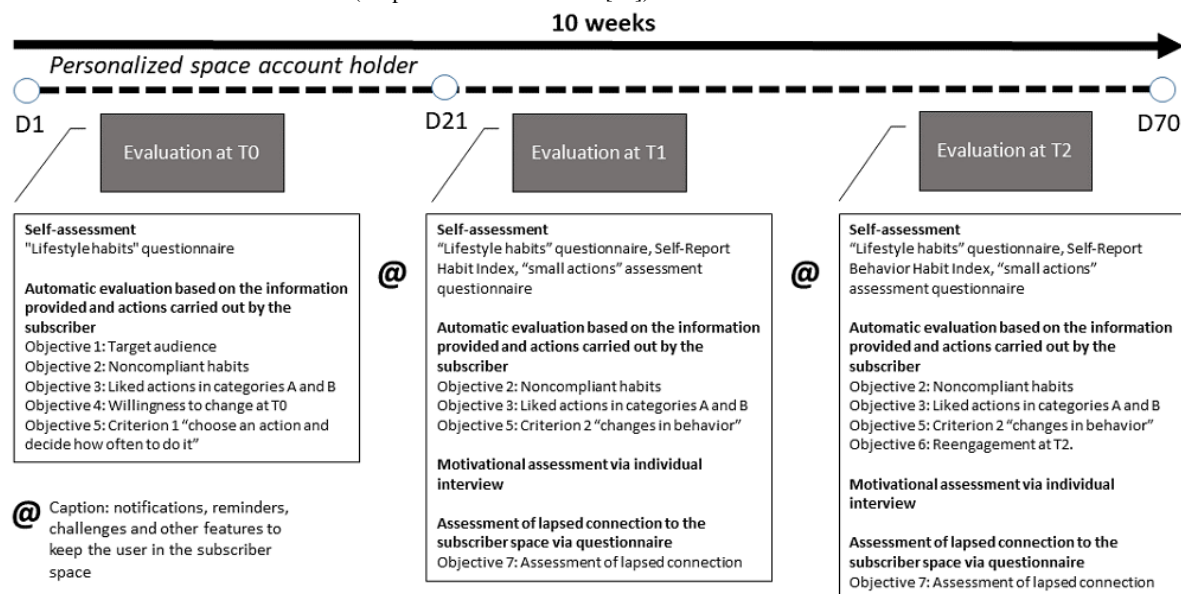 10 weeks
Personalized space account holder
D1
D21
D70
Evaluation at T0
Evaluation at T1
Evaluation at T2
Self-assessment
"Lifestyle habits" questionnaire
Automatic evaluation based on the information
provided and actions carried out by the
subscriber
Objective 1: Target audience
Objective 2: Noncompliant habits
Objective 3: Liked actions in categories A and B
Objective 4: Willingness to change at T0
Objective 5: Criterion 1 “choose an action and
decide how often to do it”
@
Self-assessment
“Lifestyle habits” questionnaire, Self-Report
Habit Index, “small actions” assessment
questionnaire
Automatic evaluation based on the information
provided and actions carried out by the
subscriber
Objective 2: Noncompliant habits
Objective 3: Liked actions in categories A and B
Objective 5: Criterion 2 “changes in behavior”
Motivational assessment via individual
interview
Assessment of lapsed connection to the
subscriber space via questionnaire
Objective 7: Assessment of lapsed connection
@
Self-assessment
“Lifestyle habits” questionnaire, Self-Report
Behavior Habit Index, “small actions”
assessment questionnaire
Automatic evaluation based on the information
provided and actions carried out by the
subscriber
Objective 2: Noncompliant habits
Objective 3: Liked actions in categories A and B
Objective 5: Criterion 2 “changes in behavior”
Objective 6: Reengagement at T2.
Motivational assessment via individual
interview
Assessment of lapsed connection to the
subscriber space via questionnaire
Objective 7: Assessment of lapsed connection
@ Caption: notifications, reminders,
challenges and other features to
keep the user in the subscriber
space